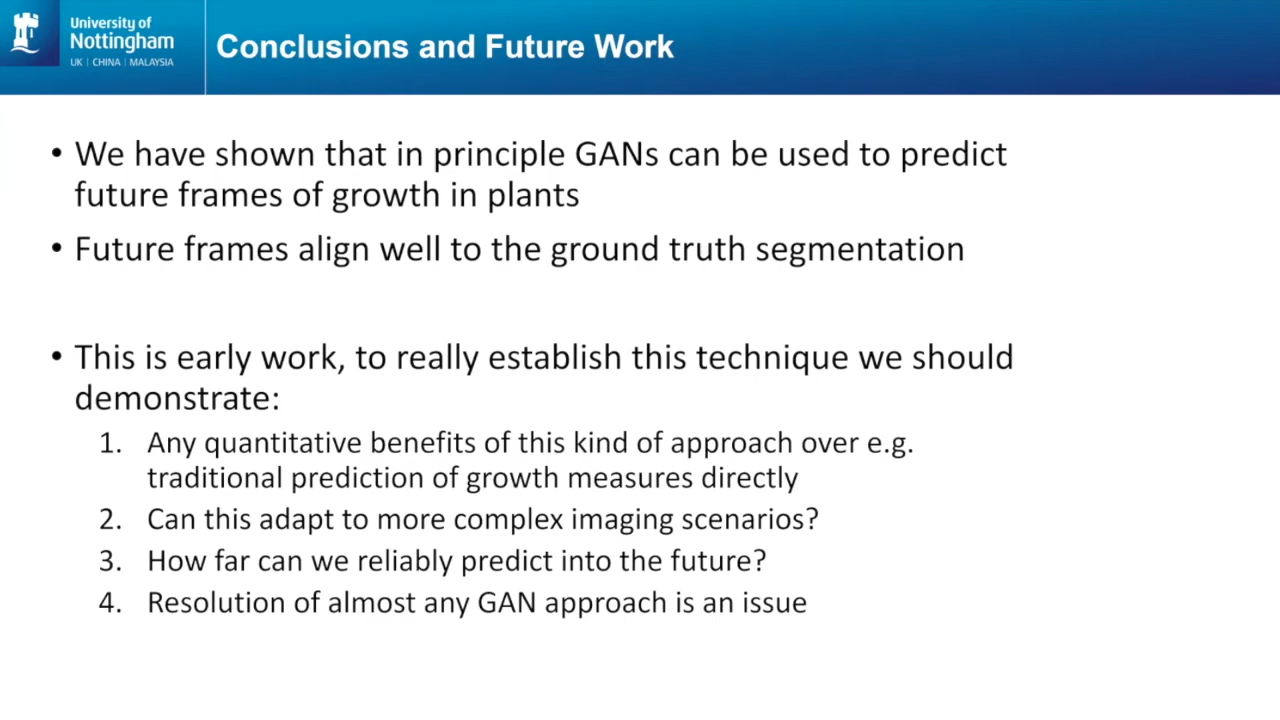 University of
Nottingham
UK | CHINA | MALAYSIA
Conclusions and Future Work
• We have shown that in principle GANs can be used to predict
future frames of growth in plants
• Future frames align well to the ground truth segmentation
• This is early work, to really establish this technique we should
demonstrate:
1. Any quantitative benefits of this kind of approach over e.g.
traditional prediction of growth measures directly
2. Can this adapt to more complex imaging scenarios?
3. How far can we reliably predict into the future?
4. Resolution of almost any GAN approach is an issue